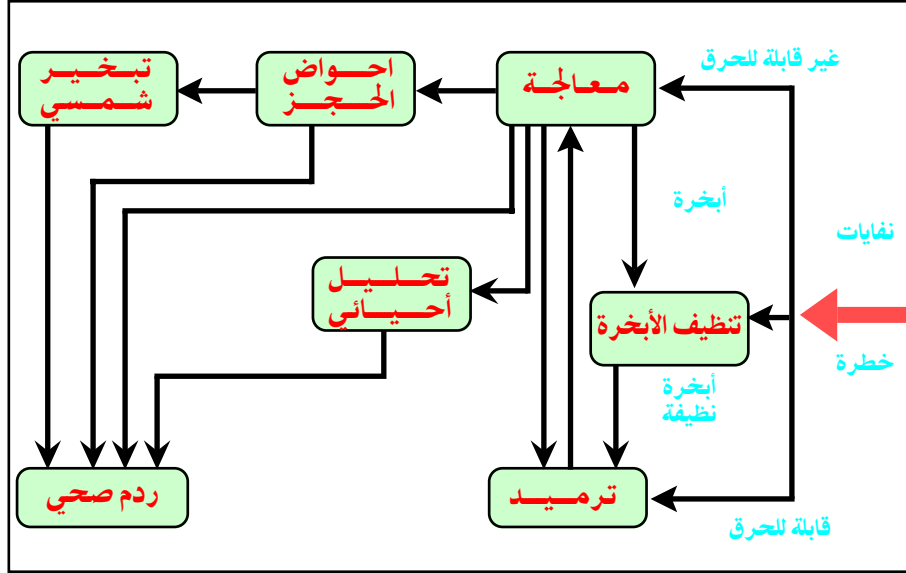 غير قابلة للحرق
معالجة
احواض
الحجز
تبخير
شمسي
أبخرة
نفايات
تحليل
أحيائي
تنظيف الأبخرة
خطرة
أبخرة
نظيفة
ترميد
ردم صحي
قابلة للحرق